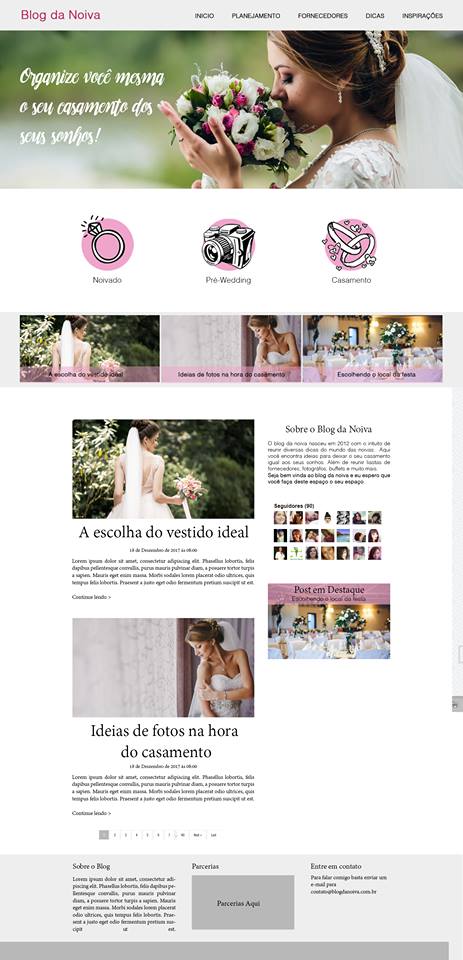 Blog da Noiva
INICIO PLANEJAMENTO FORNECEDORES DICAS INSPIRAÇÕES
Organize você mesma
o seu casamento dos
seus sonhos!
Noivado
Pré-Wedding
Casamento
A escolha do vestido ideal
Ideias de fotos na hora do casamento
Escolhendo o local da festa
A escolha do vestido ideal
18 de Dezembro de 2017 às 08:00
Lorem ipsum dolor sit amet, consectetur adipiscing elit. Phasellus lobortis, felis
dapibus pellentesque convallis, purus mauris pulvinar diam, a posuere tortor turpis
a sapien. Mauris eget enim massa. Morbi sodales lorem placerat odio ultrices, quis
tempus felis lobortis. Praesent a justo eget odio tristique elementum suscipit ut est.
Continue lendo >
Ideias de fotos na hora
do casamento
18 de Dezembro de 2017 às 08:00
Lorem ipsum dolor sit amet, consectetur adipiscing elit. Phasellus lobortis, felis
dapibus pellentesque convallis, purus mauris pulvinar diam, a posuere tortor turpis
a sapien. Mauris eget enim massa. Morbi sodales lorem placerat odio ultrices, quis
tempus felis lobortis. Praesent a justo eget odio tristique elementum suscipit ut est.
Continue lendo >
1 2 3 4 5 6 7 ... 10 Next > Last
Sobre o Blog da Noiva
O blog da noiva nasceu em 2012 com o intuito de
reunir diversas dicas do mundo das noivas. Aqui
você encontra ideias para deixar o seu casamento
igual aos seus sonhos. Além de reunir listas de
fornecedores, fotógrafos, buffets e muito mais.
Seja bem vinda ao blog da noiva e eu espero que
você faça deste espaço o seu espaço.
Seguidores (90)
Post em Destaque
Escolhendo o local da festa
Sobre o Blog
Lorem ipsum dolor sit amet, consectetur adi-
piscing elit. Phasellus lobortis, felis dapibus pe-
llentesque convallis, purus mauris pulvinar
diam, a posuere tortor turpis a sapien. Mauris
eget enim massa. Morbi sodales lorem placerat
odio ultrices, quis tempus felis lobortis. Prae-
sent a justo eget odio tristique elementum sus-
cipit ut est.
Parcerias
Parcerias Aqui
Entre em contato
Para falar comigo basta enviar um
e-mail para
contato@blogdanoiva.com.br